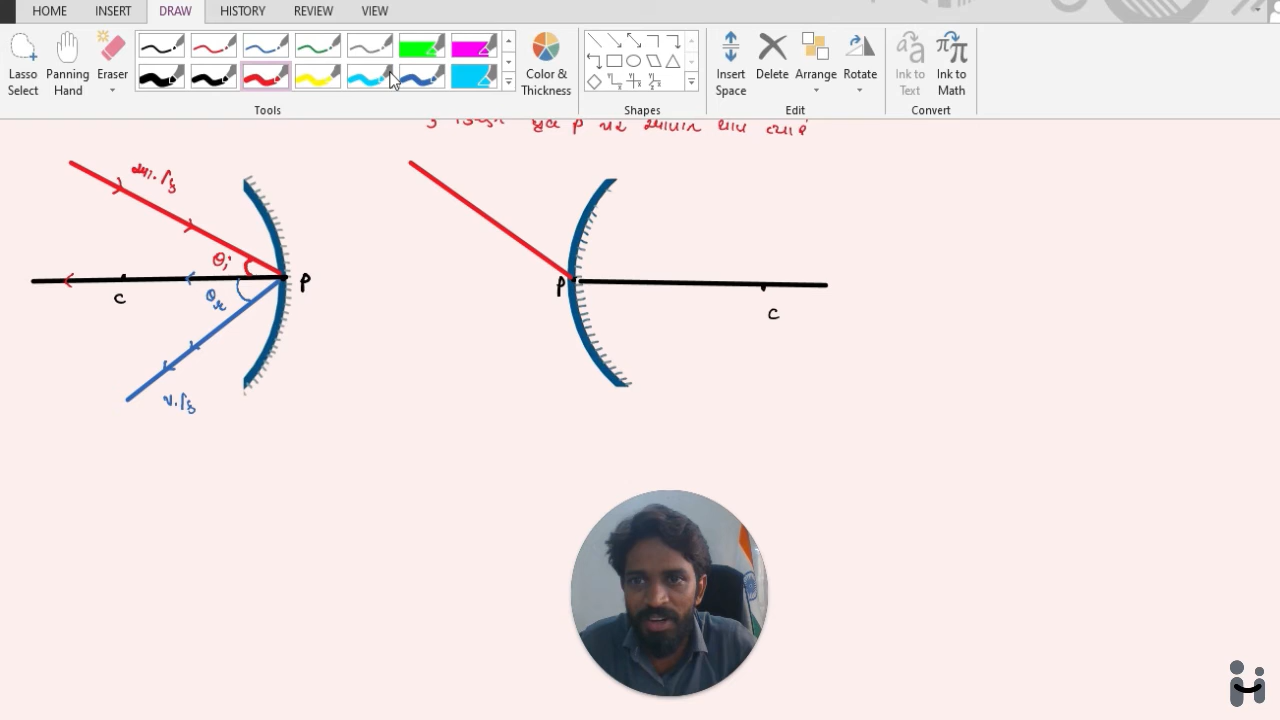 HOME INSERT DRAW HISTORY REVIEW VIEW
Lasso Select
Panning Hand
Eraser
Color & Thickness
Insert Space
Delete
Arrange
Rotate
Ink to Text
Ink to Math
Tools
Shapes
Edit
Convert
P
θi
P
C
θr
P
C